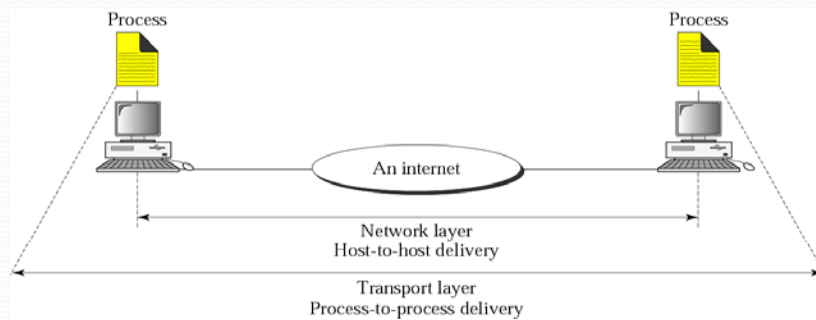 Process
Process
An internet
Network layer
Host-to-host delivery
Transport layer
Process-to-process delivery